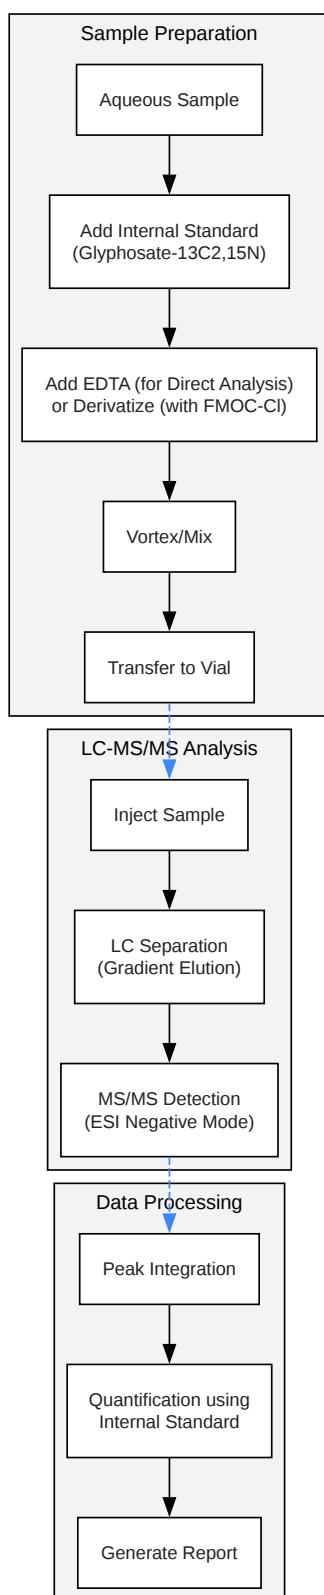 Sample Preparation
Aqueous Sample
Add Internal Standard
(Glyphosate-13C2,15N)
Add EDTA (for Direct Analysis)
or Derivatize (with FMOC-Cl)
Vortex/Mix
Transfer to Vial
LC-MS/MS Analysis
Inject Sample
LC Separation
(Gradient Elution)
MS/MS Detection
(ESI Negative Mode)
Data Processing
Peak Integration
Quantification using
Internal Standard
Generate Report